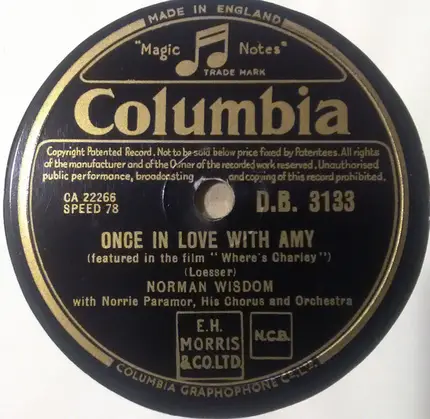 MADE IN ENGLAND
"Magic Notes"
TRADE MARK
Columbia
Copyright Patented Record. Not to be sold below price fixed by Patentees. All rights
of the manufacturer and of the Owner of the recorded work reserved. Unauthorised
public performance, broadcasting and copying of this record prohibited.
CA 22266
SPEED 78
D.B. 3133
ONCE IN LOVE WITH AMY
(featured in the film "Where's Charley")
(Loesser)
NORMAN WISDOM
with Norrie Paramor, His Chorus and Orchestra
E.H.
MORRIS
& CO. LTD.
N.C.B.
COLUMBIA GRAPHOPHONE CO. LTD.